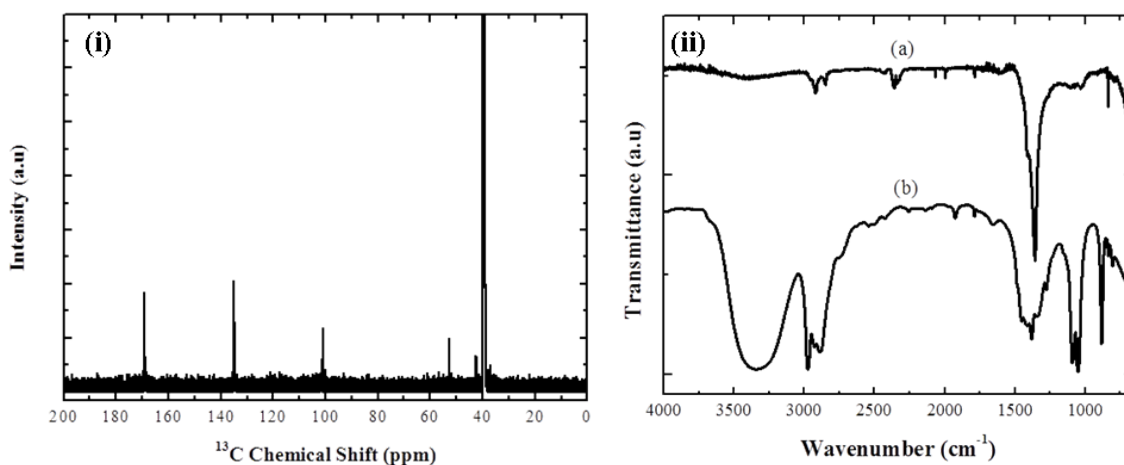 (i)
Intensity (a.u)
200 180 160 140 120 100 80 60 40 20 0
¹³C Chemical Shift (ppm)
(ii)
(a)
(b)
Transmittance (a.u)
4000 3500 3000 2500 2000 1500 1000
Wavenumber (cm⁻¹)